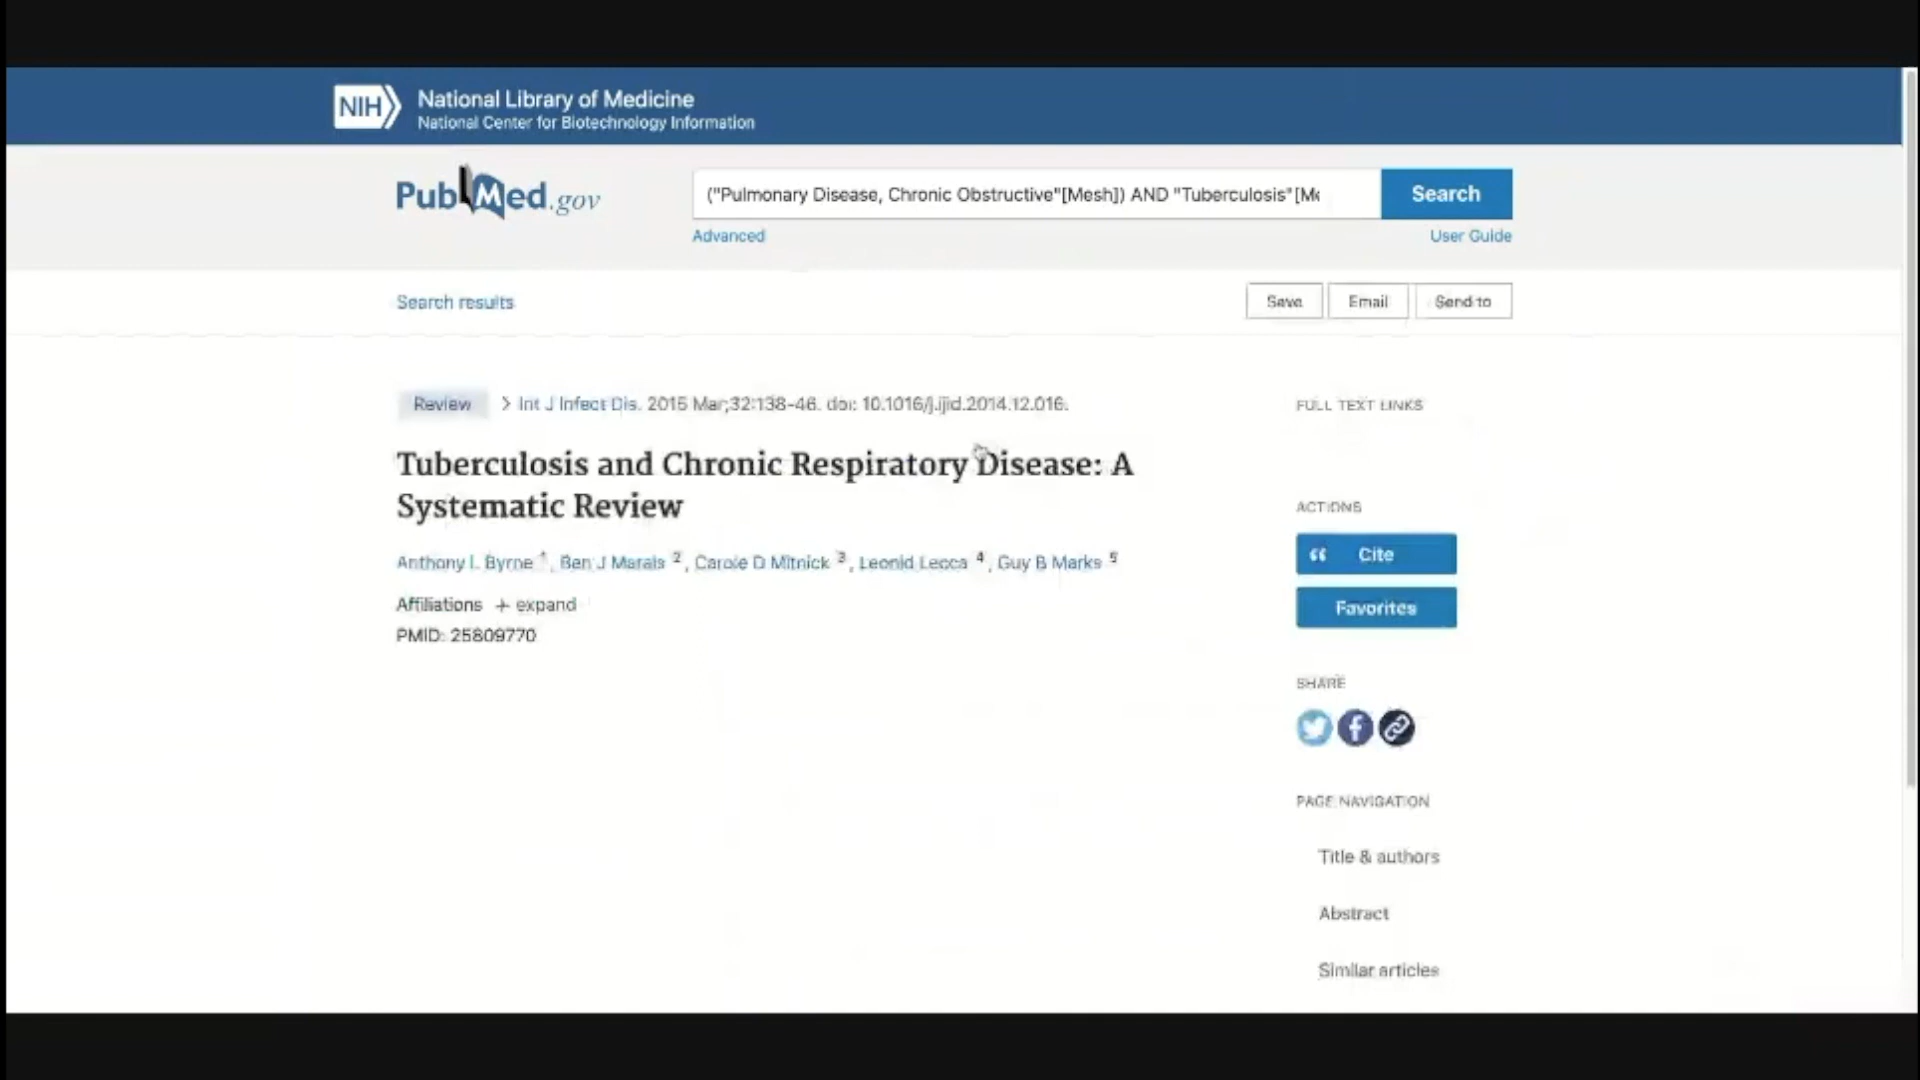 NIH
National Library of Medicine
National Center for Biotechnology Information
PubMed.gov
("Pulmonary Disease, Chronic Obstructive"[Mesh]) AND "Tuberculosis"[Me
Search
Advanced
User Guide
Search results
Save
Email
Send to
Review
> Int J Infect Dis. 2015 Mar;32:138-46. doi: 10.1016/j.ijid.2014.12.016.
Tuberculosis and Chronic Respiratory Disease: A
Systematic Review
Anthony L Byrne 1, Ben J Marais 2, Carole D Mitnick 3, Leonid Lecca 4, Guy B Marks 5
Affiliations + expand
PMID: 25809770
FULL TEXT LINKS
ACTIONS
Cite
Favorites
SHARE
PAGE NAVIGATION
Title & authors
Abstract
Similar articles